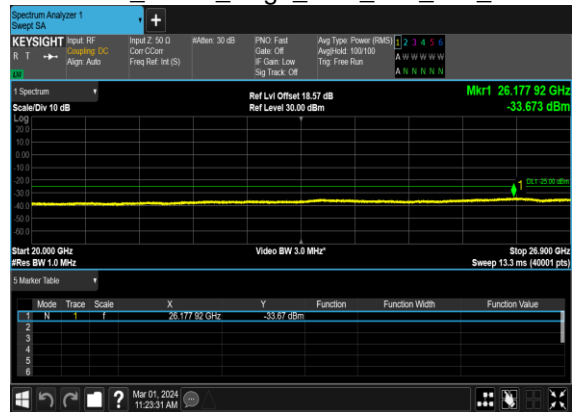 Spectrum Analyzer 1
Swept SA
KEYSIGHT Input: RF Input Z: 50 Ω #Atten: 30 dB PNO: Fast Avg Type: Power (RMS) 1 2 3 4 5 6
R T Coupling: DC Corr CCorr Gate: Off Avg|Hold: 100/100 A W W W W W
Align: Auto Freq Ref: Int (S) IF Gain: Low Trig: Free Run
Sig Track: Off A N N N N N
1 Spectrum
Ref Lvl Offset 18.57 dB Mkr1 26.177 92 GHz
Scale/Div 10 dB Ref Level 30.00 dBm -33.673 dBm
Log
20.0
10.0
0.00
-10.0
-20.0
DL1 -25.00 dBm
1
-30.0
-40.0
-50.0
-60.0
Start 20.000 GHz Video BW 3.0 MHz* Stop 26.900 GHz
#Res BW 1.0 MHz Sweep 13.3 ms (40001 pts)
5 Marker Table
Mode Trace Scale X Y Function Function Width Function Value
1 N 1 f 26.177 92 GHz -33.67 dBm
2
3
4
5
6
? Mar 01, 2024
11:23:31 AM